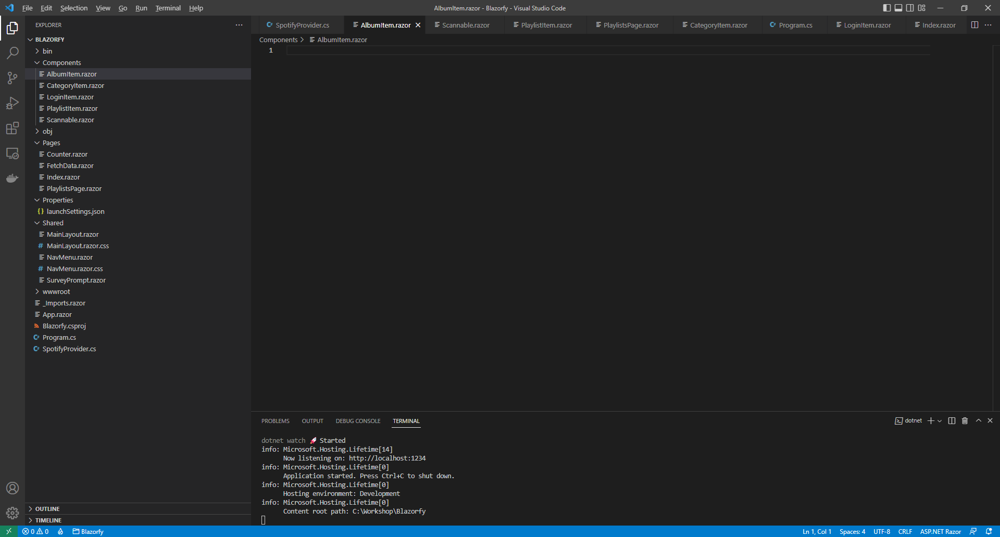 File Edit Selection View Go Run Terminal Help
AlbumItem.razor - Blazorfy - Visual Studio Code
EXPLORER
BLAZORFY
bin
Components
AlbumItem.razor
CategoryItem.razor
LoginItem.razor
PlaylistItem.razor
Scannable.razor
obj
Pages
Counter.razor
FetchData.razor
Index.razor
PlaylistsPage.razor
Properties
launchSettings.json
Shared
MainLayout.razor
MainLayout.razor.css
NavMenu.razor
NavMenu.razor.css
SurveyPrompt.razor
wwwroot
_Imports.razor
App.razor
Blazorfy.csproj
Program.cs
SpotifyProvider.cs
OUTLINE
TIMELINE
SpotifyProvider.cs AlbumItem.razor Scannable.razor PlaylistItem.razor PlaylistsPage.razor CategoryItem.razor Program.cs LoginItem.razor Index.razor
Components > AlbumItem.razor
1
PROBLEMS OUTPUT DEBUG CONSOLE TERMINAL
dotnet
dotnet watch 🚀 Started
info: Microsoft.Hosting.Lifetime[14]
Now listening on: http://localhost:1234
info: Microsoft.Hosting.Lifetime[0]
Application started. Press Ctrl+C to shut down.
info: Microsoft.Hosting.Lifetime[0]
Hosting environment: Development
info: Microsoft.Hosting.Lifetime[0]
Content root path: C:\Workshop\Blazorfy
0 0 Blazorfy
Ln 1, Col 1 Spaces: 4 UTF-8 CRLF ASP.NET Razor